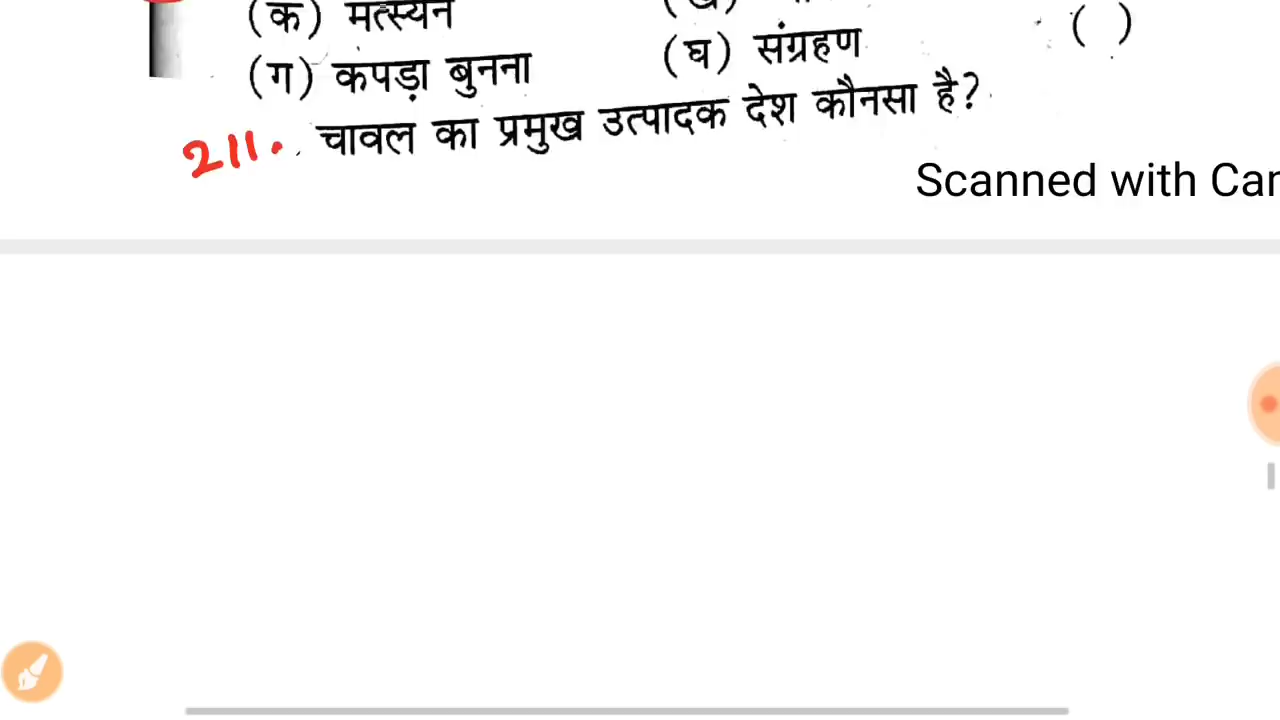 (क) मत्स्यन
(ग) कपड़ा बुनना (घ) संग्रहण ( )
211. चावल का प्रमुख उत्पादक देश कौनसा है?
Scanned with Car